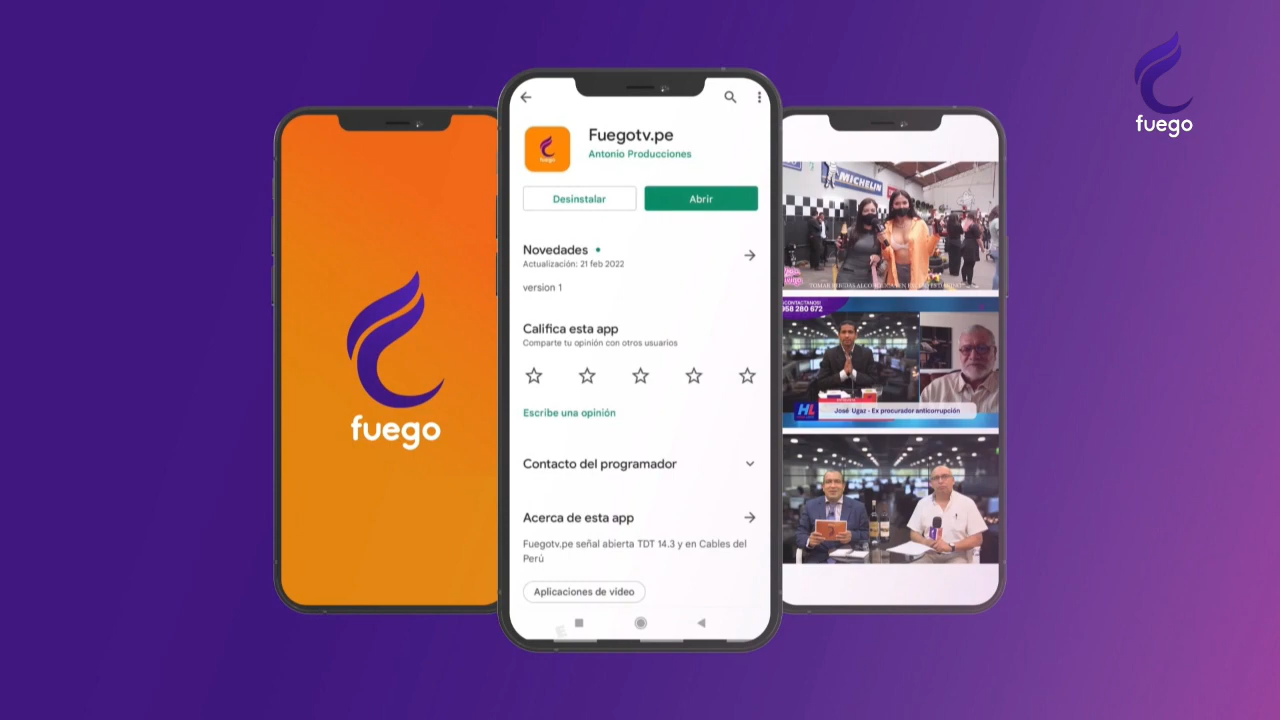 fuego
fuego
Fuegotv.pe
Antonio Producciones
fuego
Desinstalar
Abrir
Novedades
Actualización: 21 feb 2022
version 1
Califica esta app
Comparte tu opinión con otros usuarios
Escribe una opinión
Contacto del programador
Acerca de esta app
Fuegotv.pe señal abierta TDT 14.3 y en Cables del
Perú
Aplicaciones de video
MICHELIN
fuego
¡CONTACTANOS!
958 280 672
HL
José Ugaz - Ex procurador anticorrupción